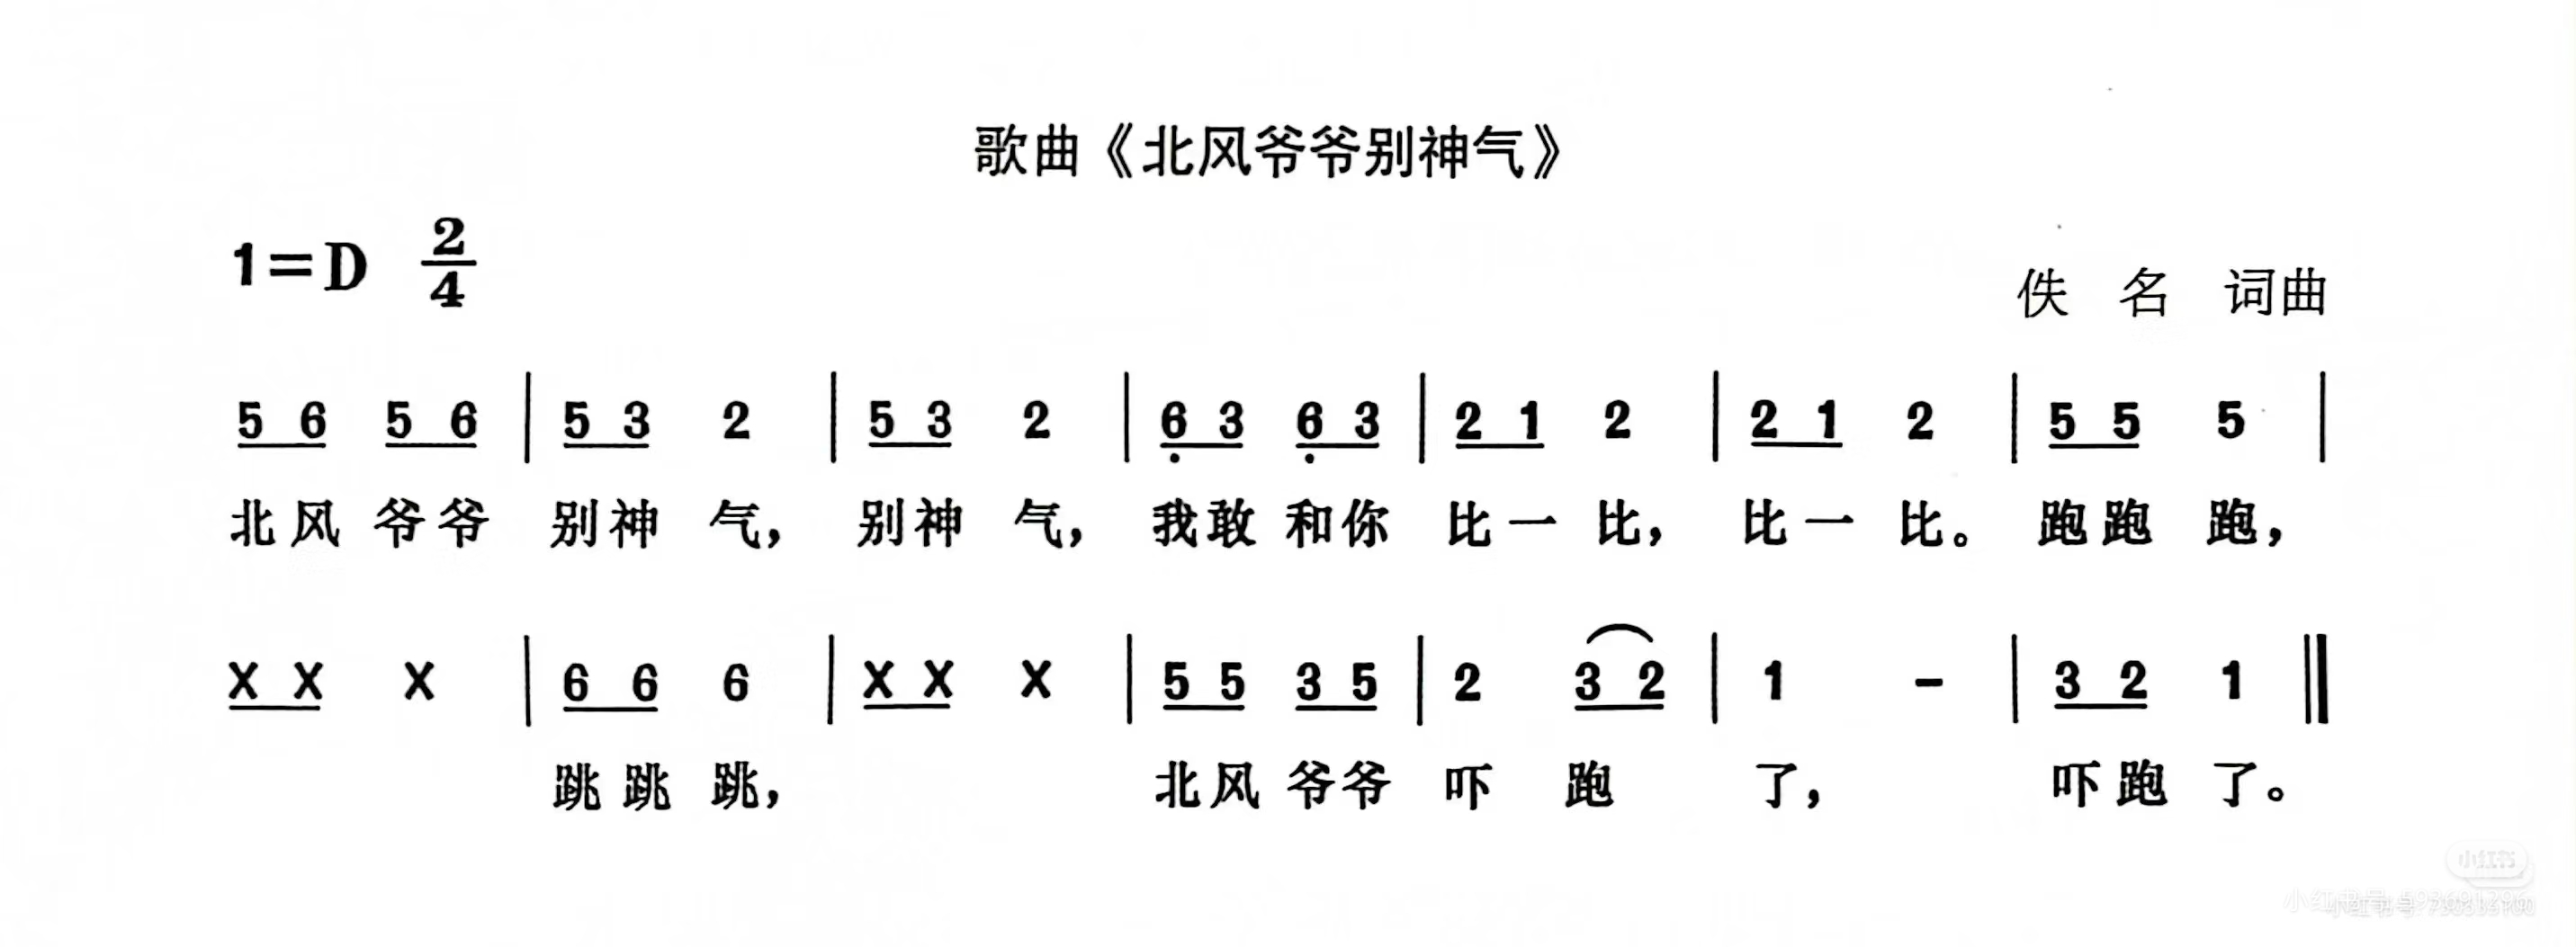 歌曲《北风爷爷别神气》
1=D 2/4
佚 名 词曲
5 6 5 6 | 5 3 2 | 5 3 2 | 6̣ 3 6̣ 3 | 2 1 2 | 2 1 2 | 5 5 5 |
北风 爷爷 别神 气， 别神 气， 我敢 和你 比一 比， 比一 比。 跑跑 跑，
X X X | 6 6 6 | X X X | 5 5 3 5 | 2 3 2 | 1 - | 3 2 1 ‖
跳跳 跳， 北风 爷爷 吓 跑 了， 吓跑 了。
小红书